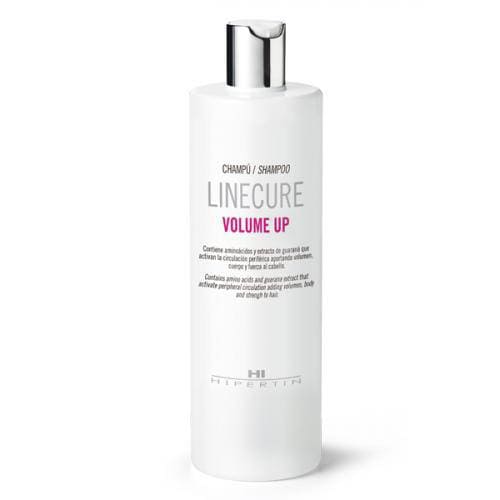 CHAMPÚ / SHAMPOO
LINECURE
VOLUME UP
Contiene aminoácidos y extracto de guaraná que
activan la circulación periférica aportando volumen,
cuerpo y fuerza al cabello.
Contains amino acids and guarana extract that
activate peripheral circulation adding volumen, body
and strengh to hair.
HI
HIPERTIN